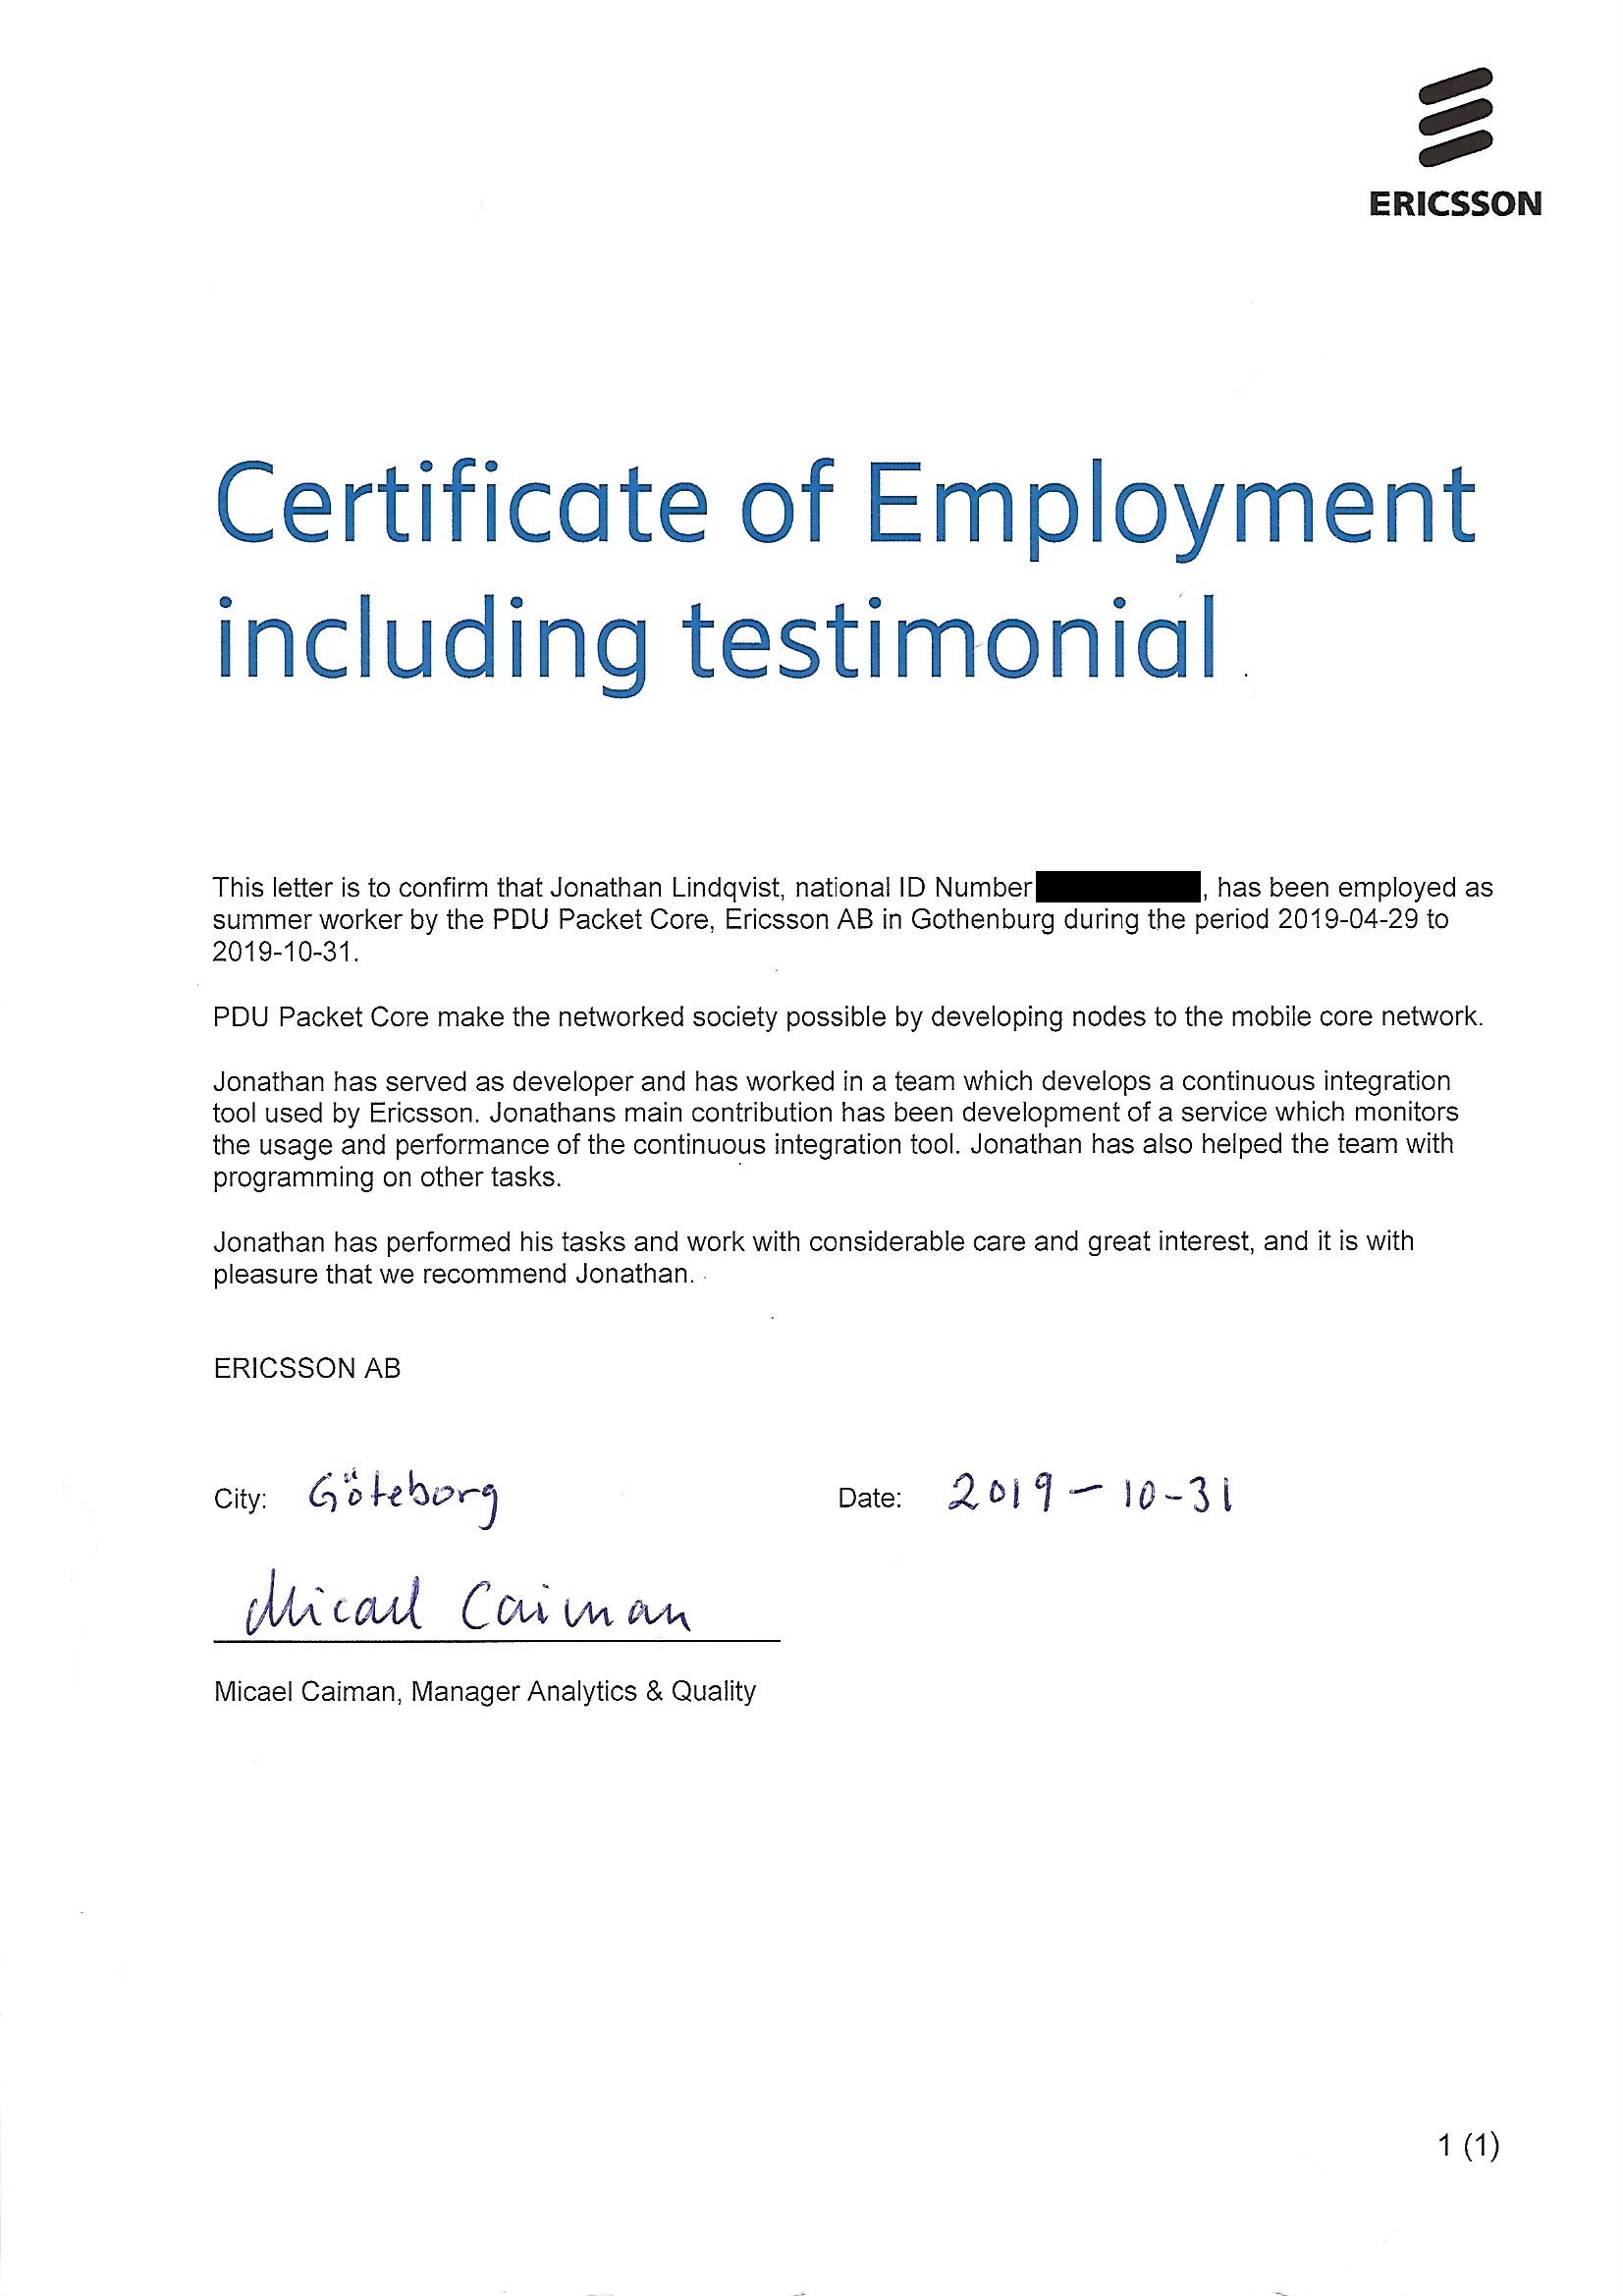 ERICSSON
Certificate of Employment
including testimonial
This letter is to confirm that Jonathan Lindqvist, national ID Number , has been employed as
summer worker by the PDU Packet Core, Ericsson AB in Gothenburg during the period 2019-04-29 to
2019-10-31.
PDU Packet Core make the networked society possible by developing nodes to the mobile core network.
Jonathan has served as developer and has worked in a team which develops a continuous integration
tool used by Ericsson. Jonathans main contribution has been development of a service which monitors
the usage and performance of the continuous integration tool. Jonathan has also helped the team with
programming on other tasks.
Jonathan has performed his tasks and work with considerable care and great interest, and it is with
pleasure that we recommend Jonathan.
ERICSSON AB
City: Göteborg Date: 2019-10-31
Micael Caiman
Micael Caiman, Manager Analytics & Quality
1 (1)